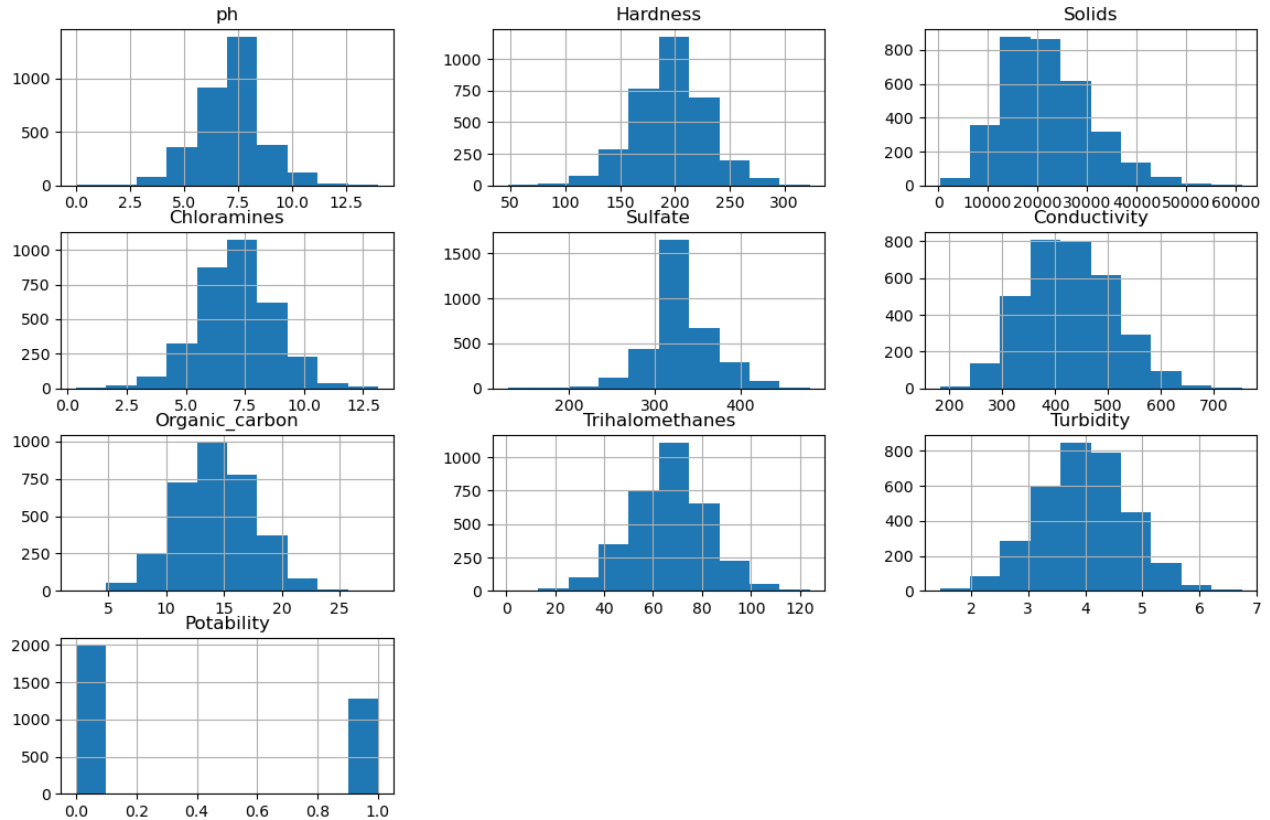 ph
1000
500
0
0.0 2.5 5.0 7.5 10.0 12.5
Hardness
1000
750
500
250
0
50 100 150 200 250 300
Solids
800
600
400
200
0
0 10000 20000 30000 40000 50000 60000
Chloramines
1000
750
500
250
0
0.0 2.5 5.0 7.5 10.0 12.5
Sulfate
1500
1000
500
0
200 300 400
Conductivity
800
600
400
200
0
200 300 400 500 600 700
Organic_carbon
1000
750
500
250
0
5 10 15 20 25
Trihalomethanes
1000
750
500
250
0
0 20 40 60 80 100 120
Turbidity
800
600
400
200
0
2 3 4 5 6 7
Potability
2000
1500
1000
500
0
0.0 0.2 0.4 0.6 0.8 1.0